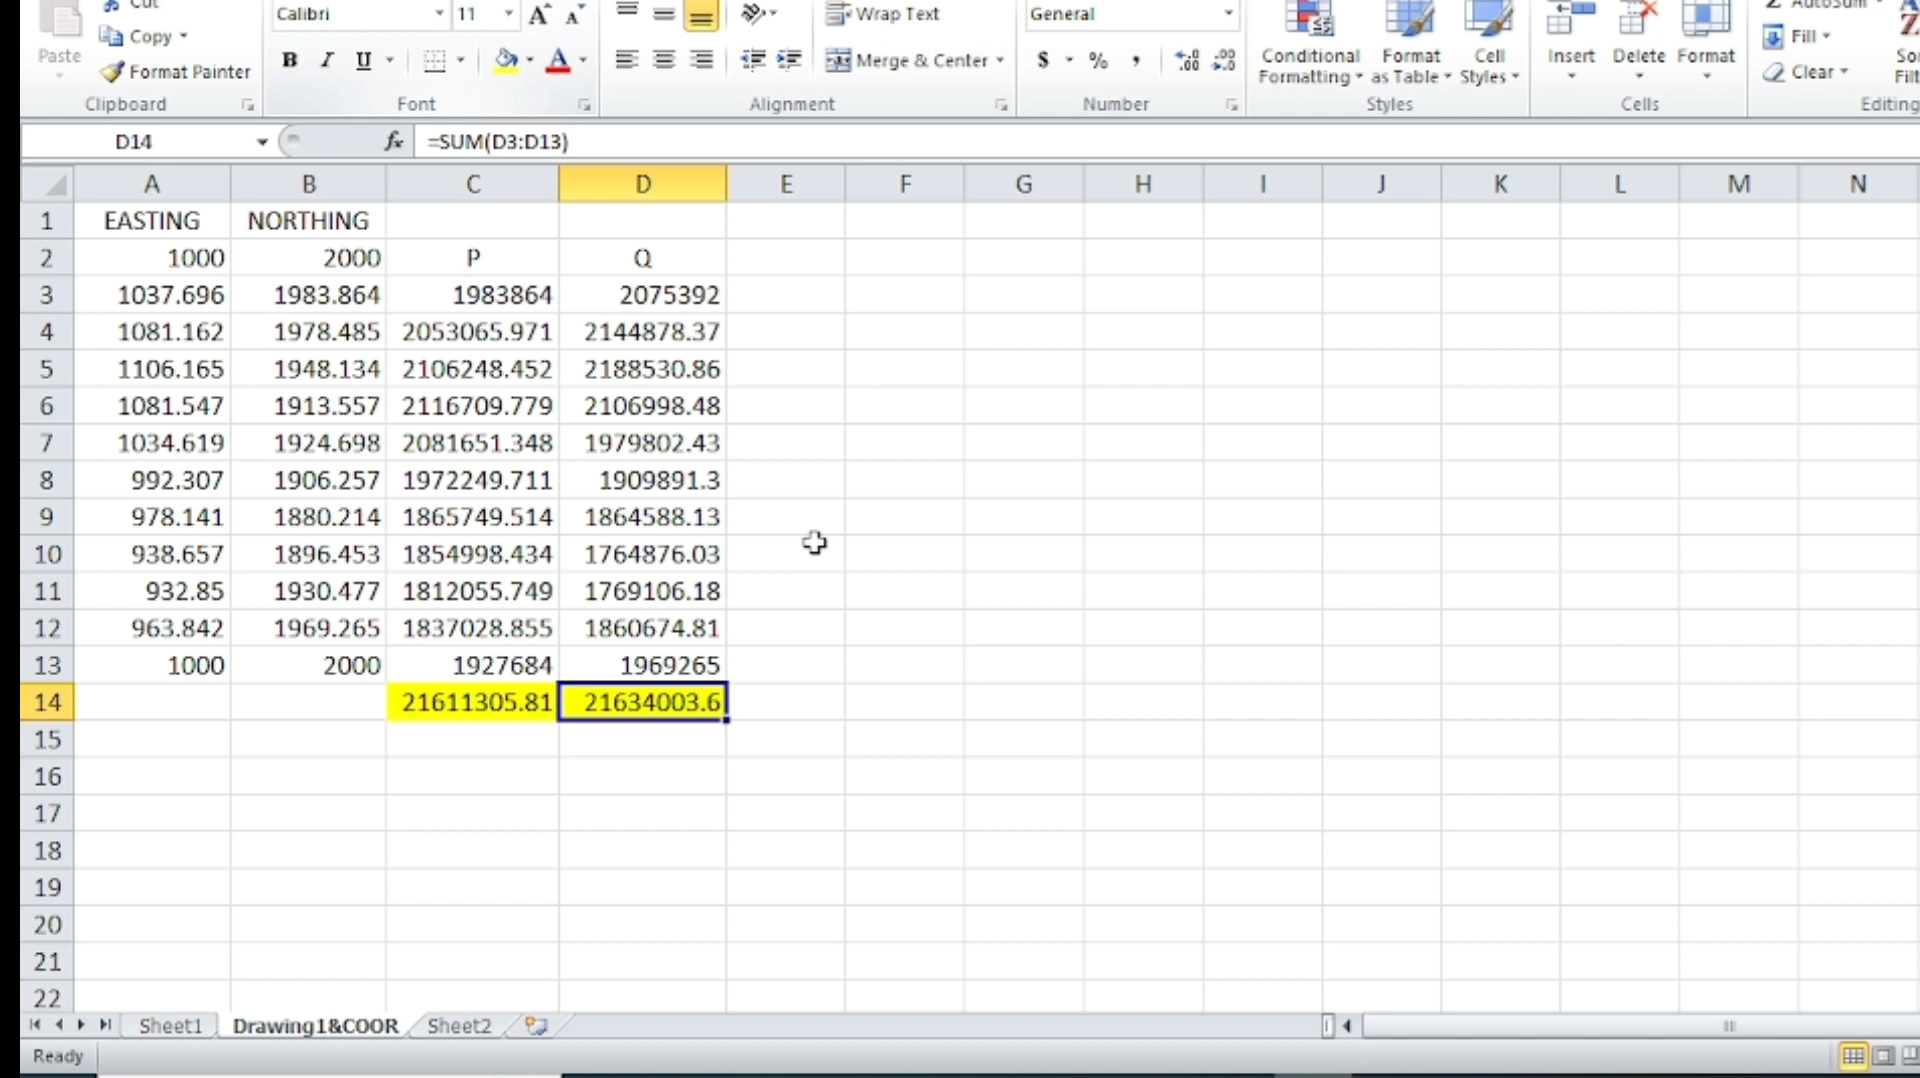 Cut
Copy
Paste
Format Painter
Clipboard
Calibri 11 A A
B I U A
Font
Wrap Text
Merge & Center
Alignment
General
$ % , .00
Number
Conditional Formatting
Format as Table
Cell Styles
Styles
Insert Delete Format
Cells
Σ AutoSum
Fill
Clear
Editing
D14 fx =SUM(D3:D13)
A B C D E F G H I J K L M N
1 EASTING NORTHING
2 1000 2000 P Q
3 1037.696 1983.864 1983864 2075392
4 1081.162 1978.485 2053065.971 2144878.37
5 1106.165 1948.134 2106248.452 2188530.86
6 1081.547 1913.557 2116709.779 2106998.48
7 1034.619 1924.698 2081651.348 1979802.43
8 992.307 1906.257 1972249.711 1909891.3
9 978.141 1880.214 1865749.514 1864588.13
10 938.657 1896.453 1854998.434 1764876.03
11 932.85 1930.477 1812055.749 1769106.18
12 963.842 1969.265 1837028.855 1860674.81
13 1000 2000 1927684 1969265
14 21611305.81 21634003.6
15
16
17
18
19
20
21
22
Sheet1 Drawing1&COOR Sheet2
Ready